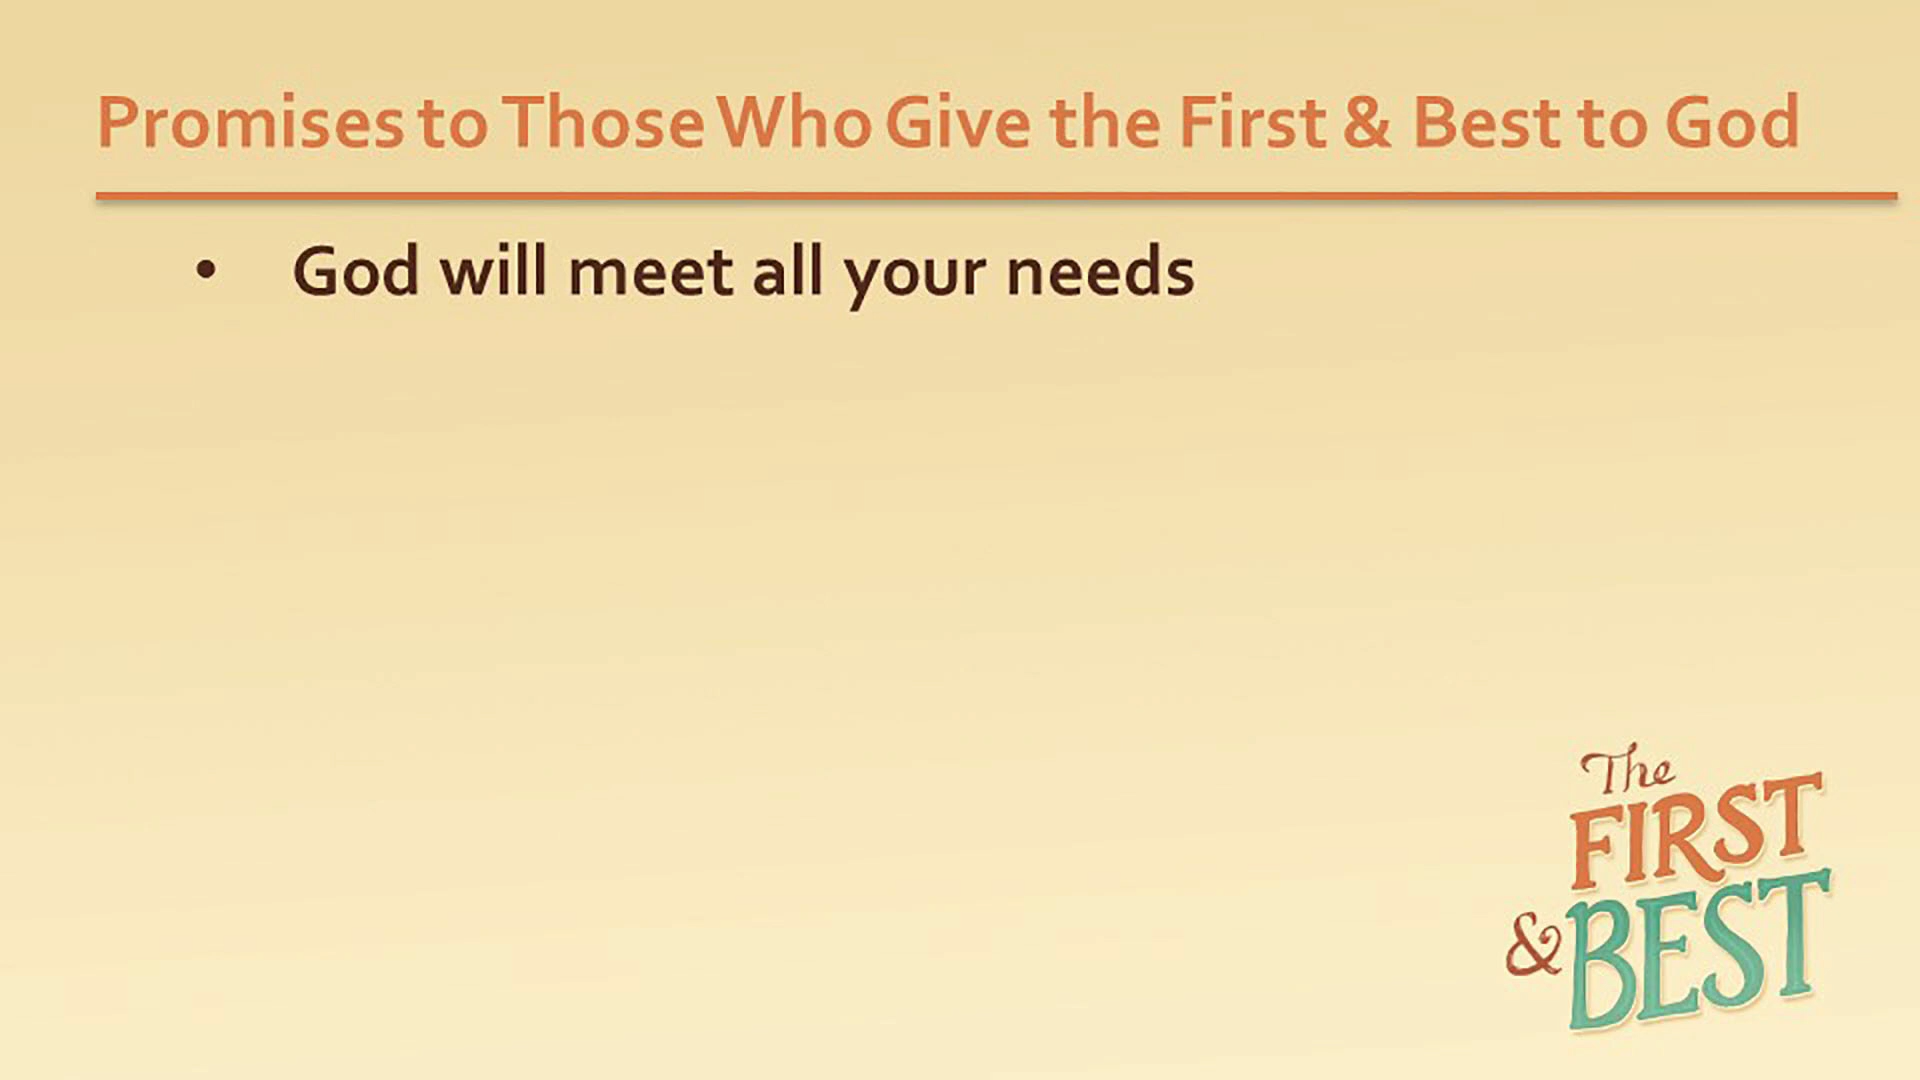 Promises to Those Who Give the First & Best to God
• God will meet all your needs
The
FIRST
& BEST